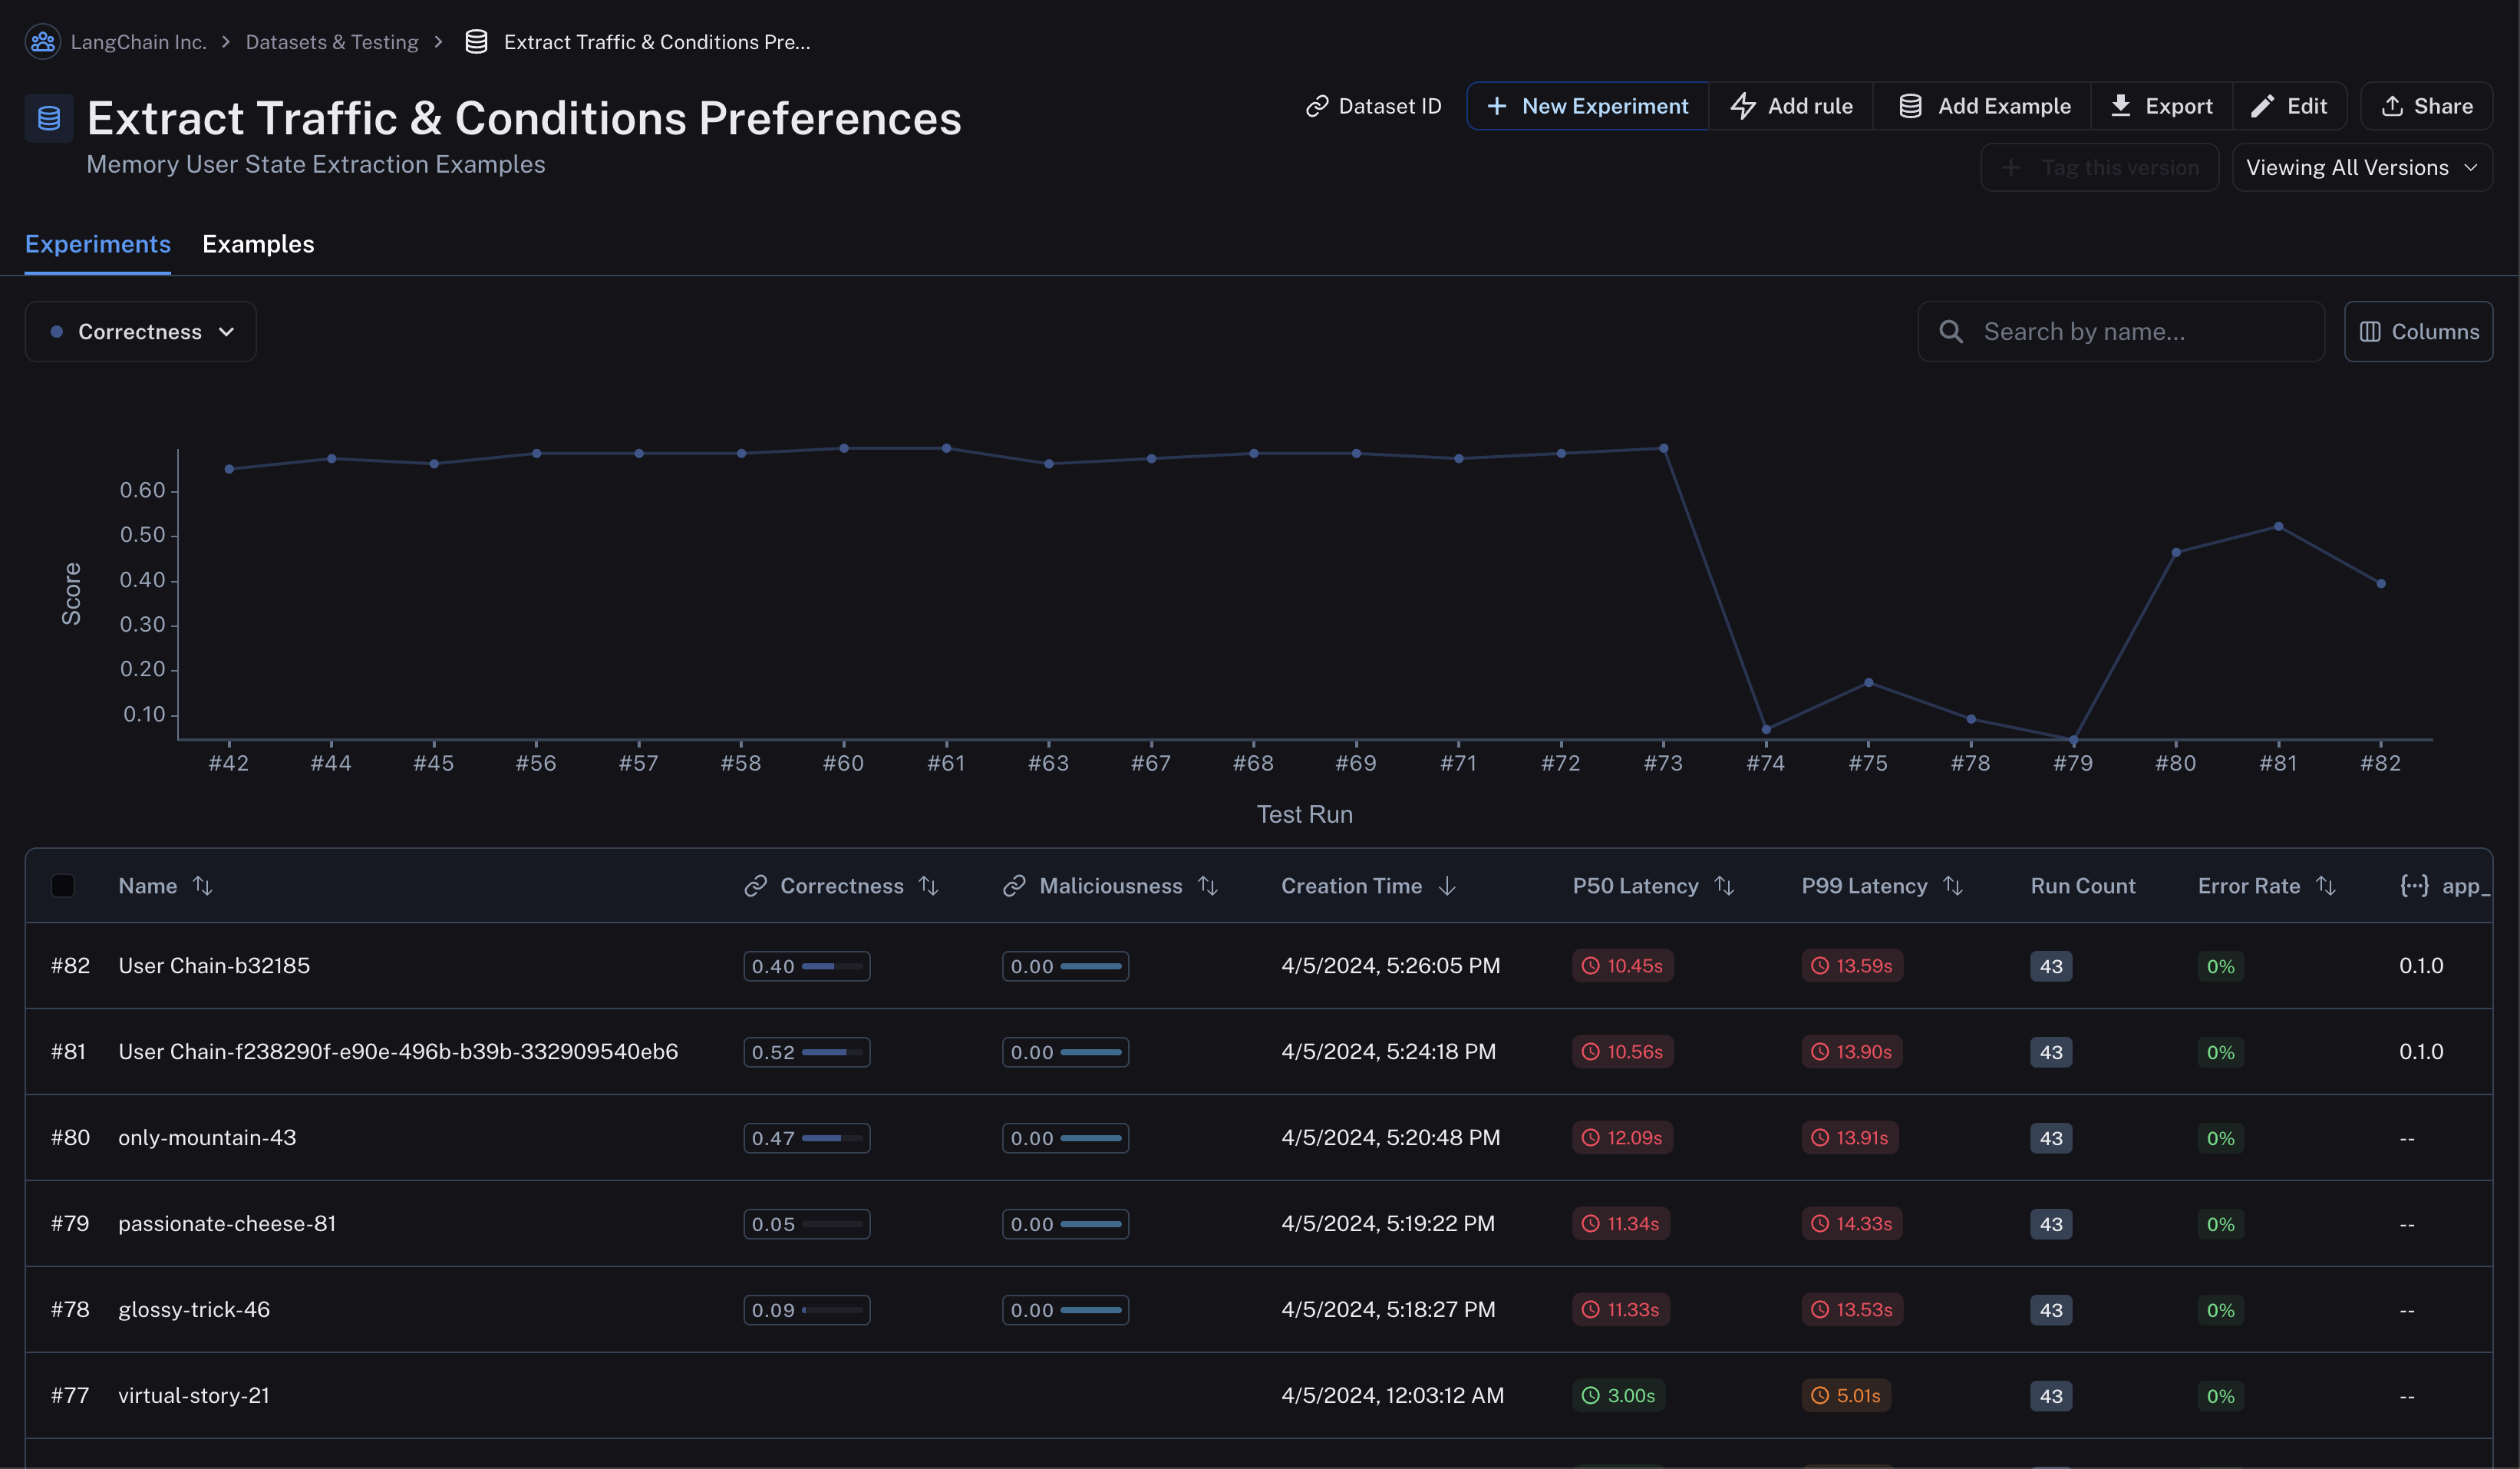 LangChain Inc. > Datasets & Testing > Extract Traffic & Conditions Pre...
Extract Traffic & Conditions Preferences
Memory User State Extraction Examples
Dataset ID
+ New Experiment
Add rule
Add Example
Export
Edit
Share
+ Tag this version
Viewing All Versions
Experiments Examples
Correctness
Search by name...
Columns
Score
0.60
0.50
0.40
0.30
0.20
0.10
#42 #44 #45 #56 #57 #58 #60 #61 #63 #67 #68 #69 #71 #72 #73 #74 #75 #78 #79 #80 #81 #82
Test Run
Name Correctness Maliciousness Creation Time P50 Latency P99 Latency Run Count Error Rate {...} app_
#82 User Chain-b32185 0.40 0.00 4/5/2024, 5:26:05 PM 10.45s 13.59s 43 0% 0.1.0
#81 User Chain-f238290f-e90e-496b-b39b-332909540eb6 0.52 0.00 4/5/2024, 5:24:18 PM 10.56s 13.90s 43 0% 0.1.0
#80 only-mountain-43 0.47 0.00 4/5/2024, 5:20:48 PM 12.09s 13.91s 43 0% --
#79 passionate-cheese-81 0.05 0.00 4/5/2024, 5:19:22 PM 11.34s 14.33s 43 0% --
#78 glossy-trick-46 0.09 0.00 4/5/2024, 5:18:27 PM 11.33s 13.53s 43 0% --
#77 virtual-story-21 4/5/2024, 12:03:12 AM 3.00s 5.01s 43 0% --